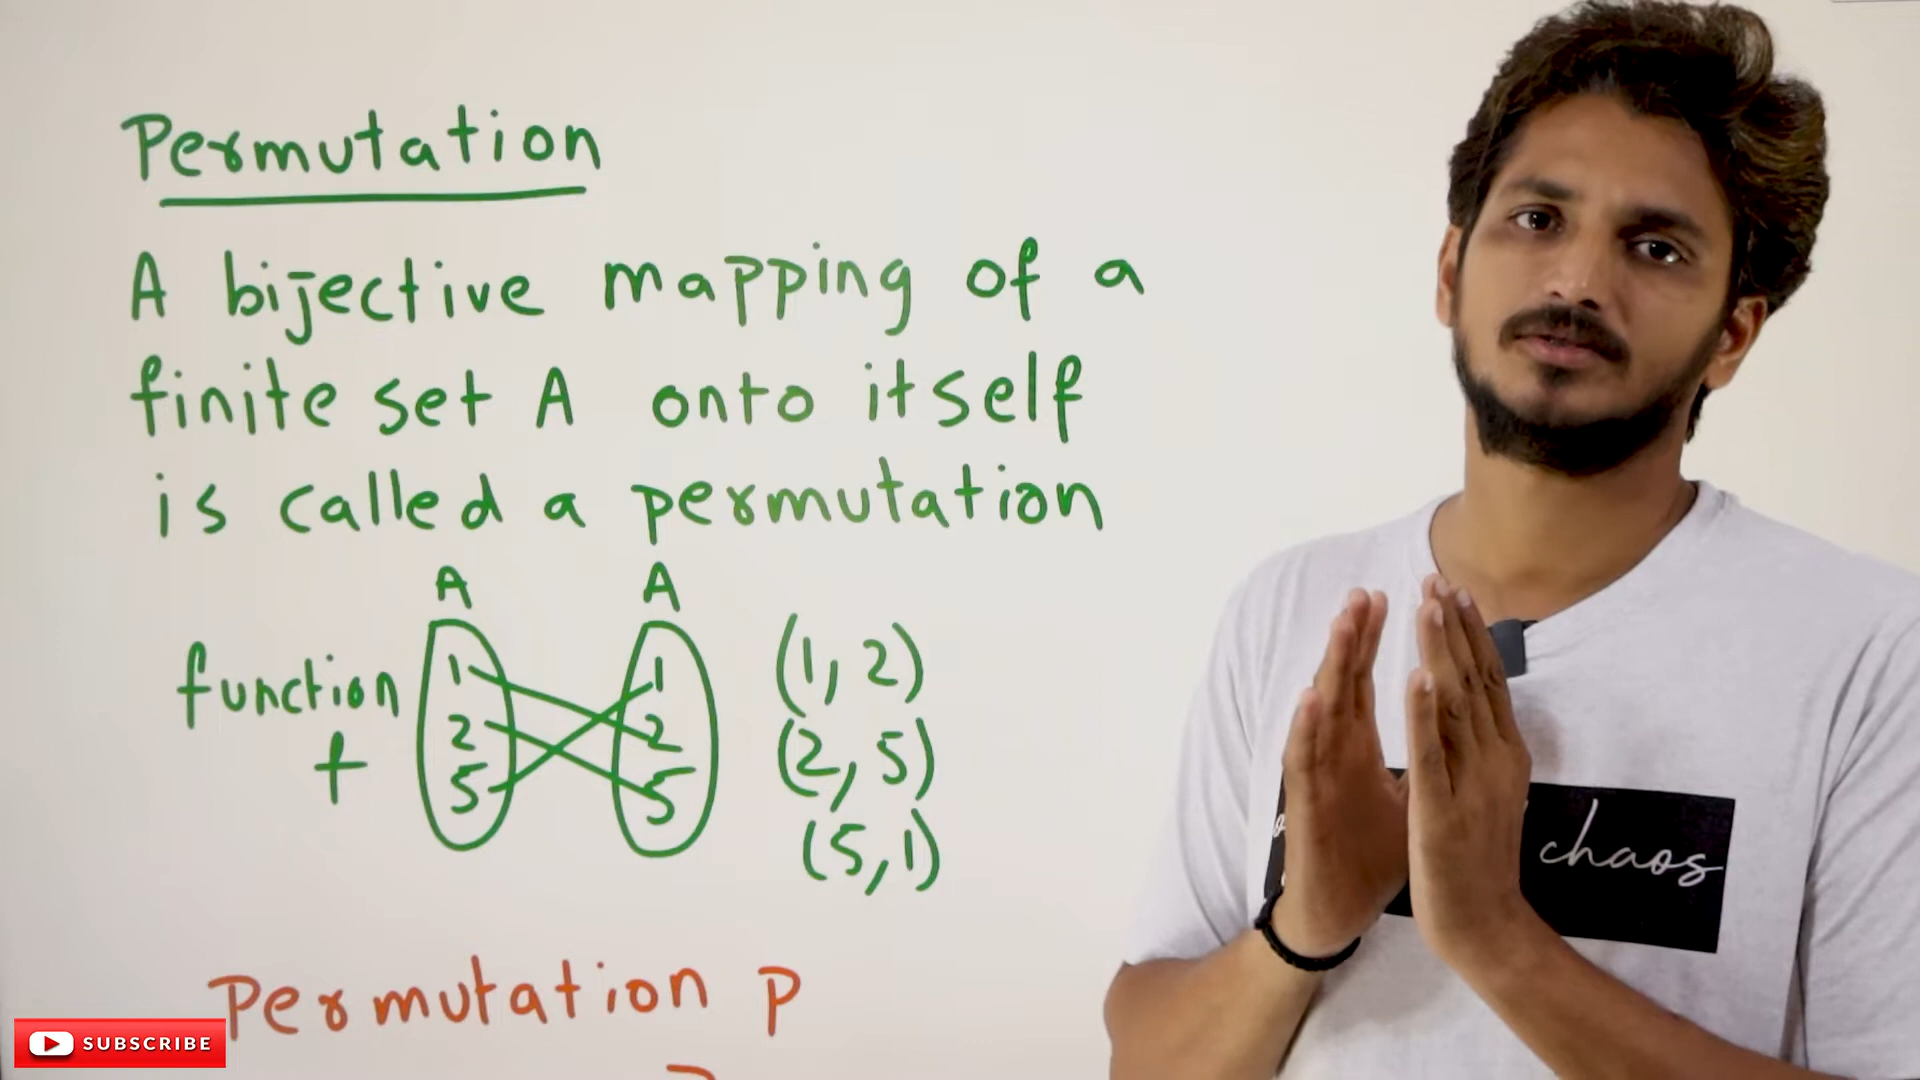 Permutation
A bijective mapping of a
finite set A onto itself
is called a permutation
A A
function 1 1 (1, 2)
f 2 2 (2, 5)
5 5 (5, 1)
chaos
Permutation P
SUBSCRIBE